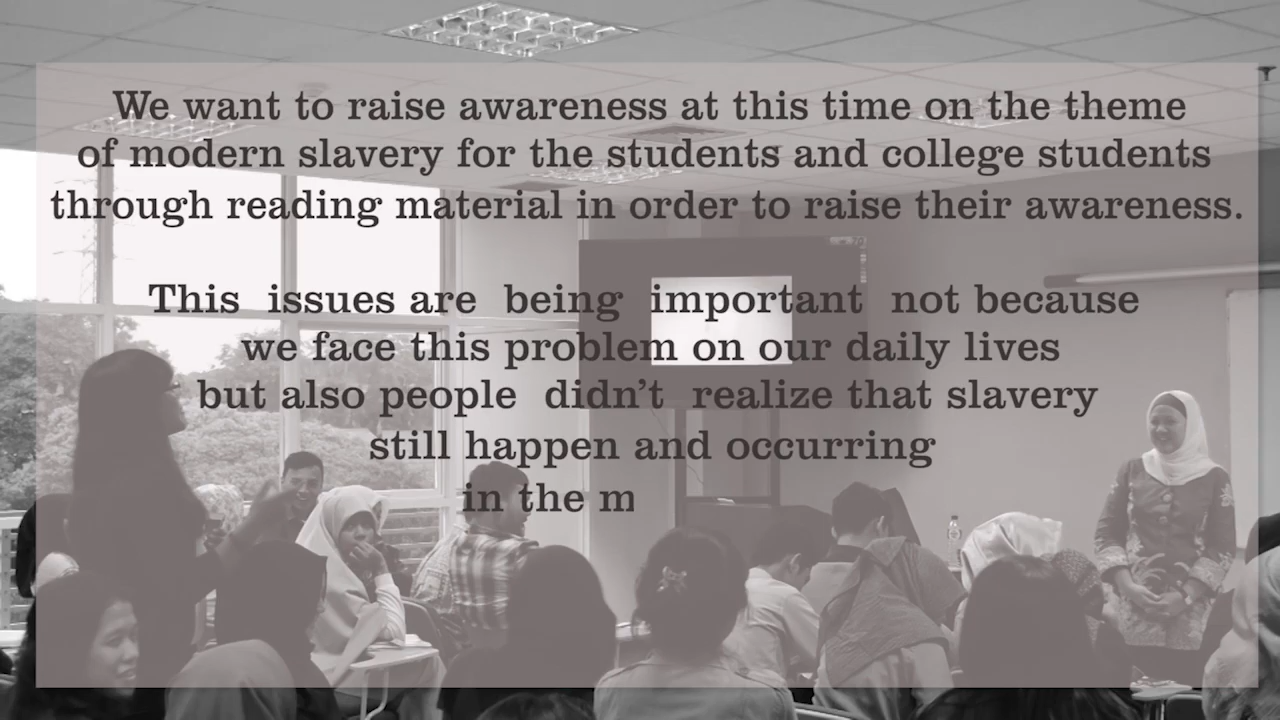 We want to raise awareness at this time on the theme
of modern slavery for the students and college students
through reading material in order to raise their awareness.
This issues are being important not because
we face this problem on our daily lives
but also people didn't realize that slavery
still happen and occurring
in the m